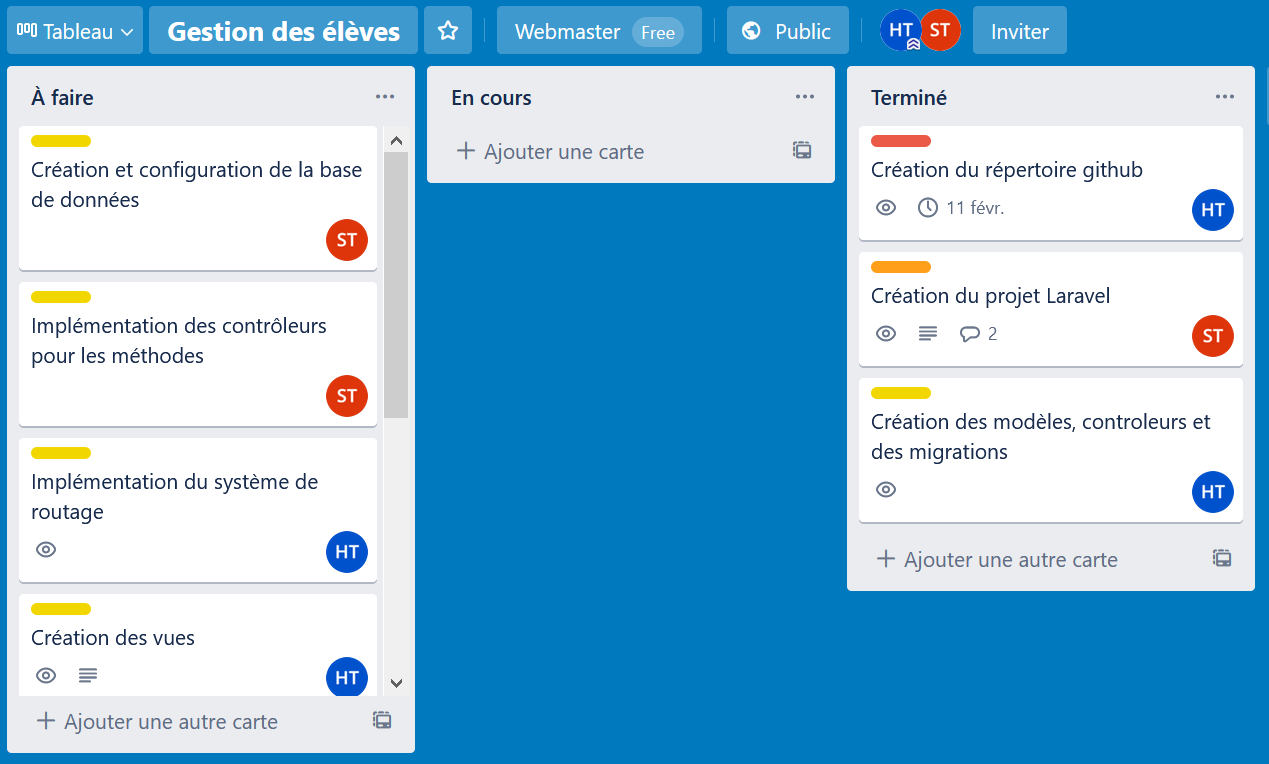 Tableau
Gestion des élèves
Webmaster Free
Public
HT ST
Inviter
À faire
Création et configuration de la base
de données
ST
Implémentation des contrôleurs
pour les méthodes
ST
Implémentation du système de
routage
HT
Création des vues
HT
Ajouter une autre carte
En cours
Ajouter une carte
Terminé
Création du répertoire github
11 févr.
HT
Création du projet Laravel
2
ST
Création des modèles, controleurs et
des migrations
HT
Ajouter une autre carte